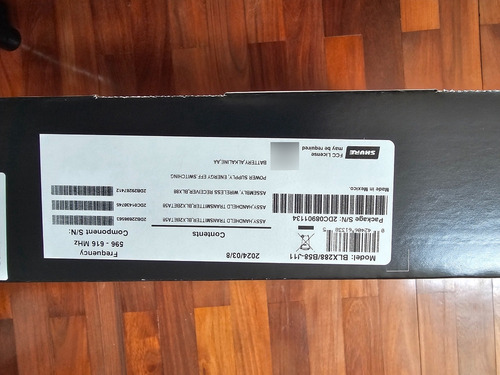 Model: BLX288/B58-J11
2024/03/8
Frequency
596 - 616 MHz
Package S/N: 2DC08901134
Made in Mexico.
Contents
Component S/N:
ASSY,HANDHELD TRANSMITTER,BLX2/BETA58
ASSY,HANDHELD TRANSMITTER,BLX2/BETA58
ASSEMBLY, WIRELESS RECEIVER,BLX88
POWER SUPPLY, ENERGY EFF SWITCHING
BATTERY,ALKALINE,AA
SHURE
FCC License
may be required